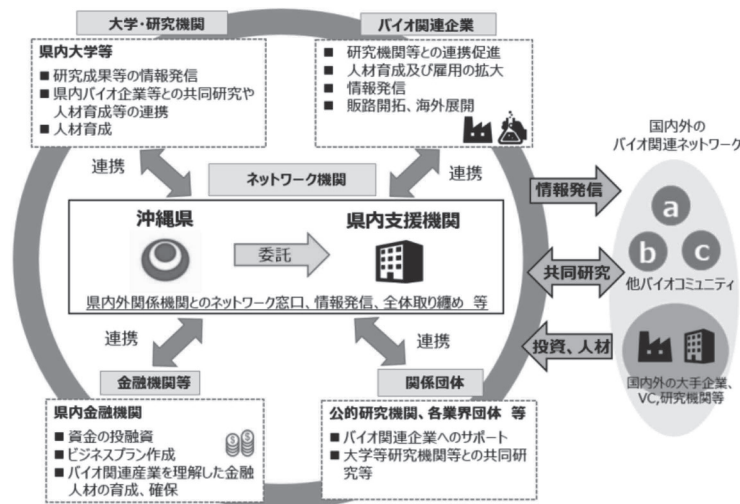 大学・研究機関
県内大学等
■ 研究成果等の情報発信
■ 県内バイオ企業等との共同研究や
人材育成等の連携
■ 人材育成
バイオ関連企業
■ 研究機関等との連携促進
■ 人材育成及び雇用の拡大
■ 情報発信
■ 販路開拓、海外展開
連携
連携
ネットワーク機関
沖縄県
委託
県内支援機関
県内外関係機関とのネットワーク窓口、情報発信、全体取り纏め 等
連携
連携
金融機関等
県内金融機関
■ 資金の投融資
■ ビジネスプラン作成
■ バイオ関連産業を理解した金融
人材の育成、確保
関係団体
公的研究機関、各業界団体 等
■ バイオ関連企業へのサポート
■ 大学等研究機関等との共同研
究等
情報発信
共同研究
投資、人材
国内外の
バイオ関連ネットワーク
a
b
c
他バイオコミュニティ
国内外の大手企業、
VC,研究機関等